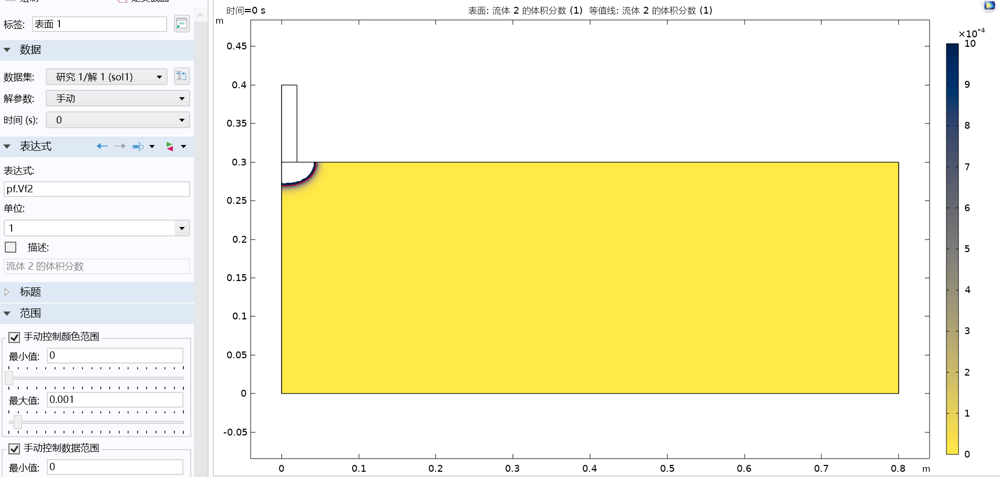 标签: 表面 1
数据
数据集: 研究 1/解 1 (sol1)
解参数: 手动
时间 (s): 0
表达式
表达式:
pf.Vf2
单位:
1
描述:
流体 2 的体积分数
标题
范围
手动控制颜色范围
最小值: 0
最大值: 0.001
手动控制数据范围
最小值: 0
时间=0 s
表面: 流体 2 的体积分数 (1) 等值线: 流体 2 的体积分数 (1)
m
0.45
0.4
0.35
0.3
0.25
0.2
0.15
0.1
0.05
0
-0.05
0 0.1 0.2 0.3 0.4 0.5 0.6 0.7 0.8 m
×10⁻⁴
10
9
8
7
6
5
4
3
2
1
0